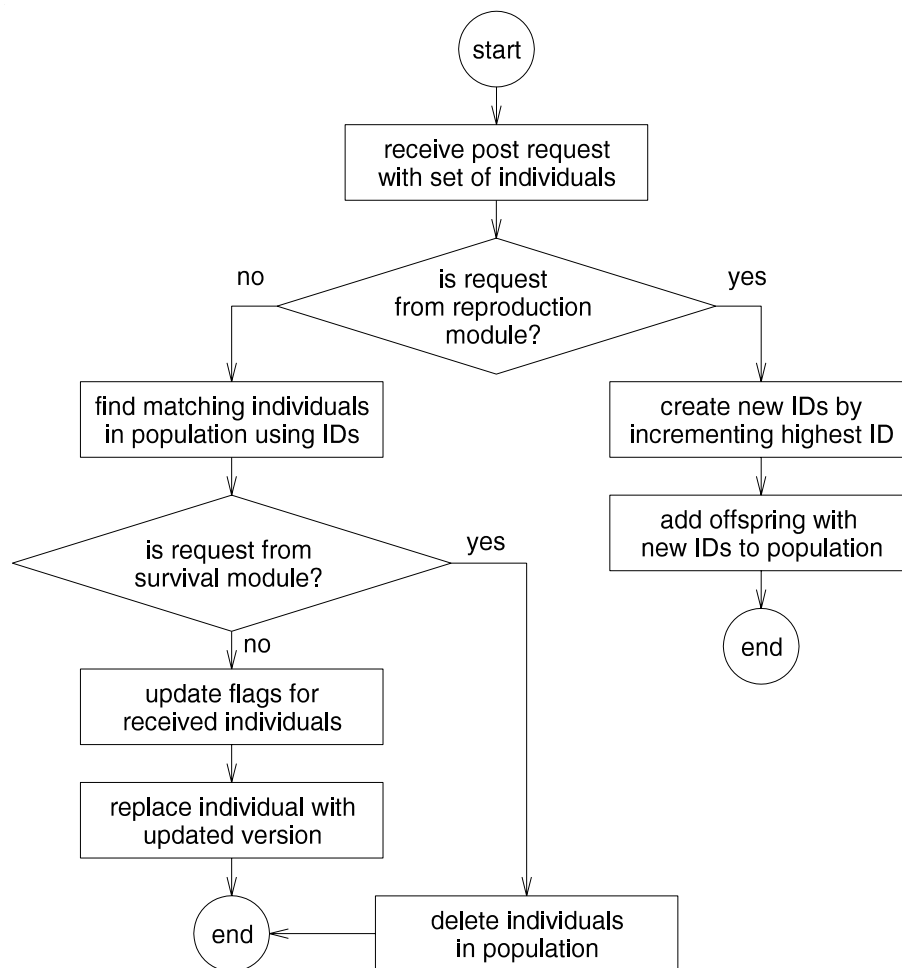 start
receive post request
with set of individuals
is request
from reproduction
module?
no
yes
find matching individuals
in population using IDs
create new IDs by
incrementing highest ID
add offspring with
new IDs to population
end
is request from
survival module?
yes
no
update flags for
received individuals
replace individual with
updated version
end
delete individuals
in population